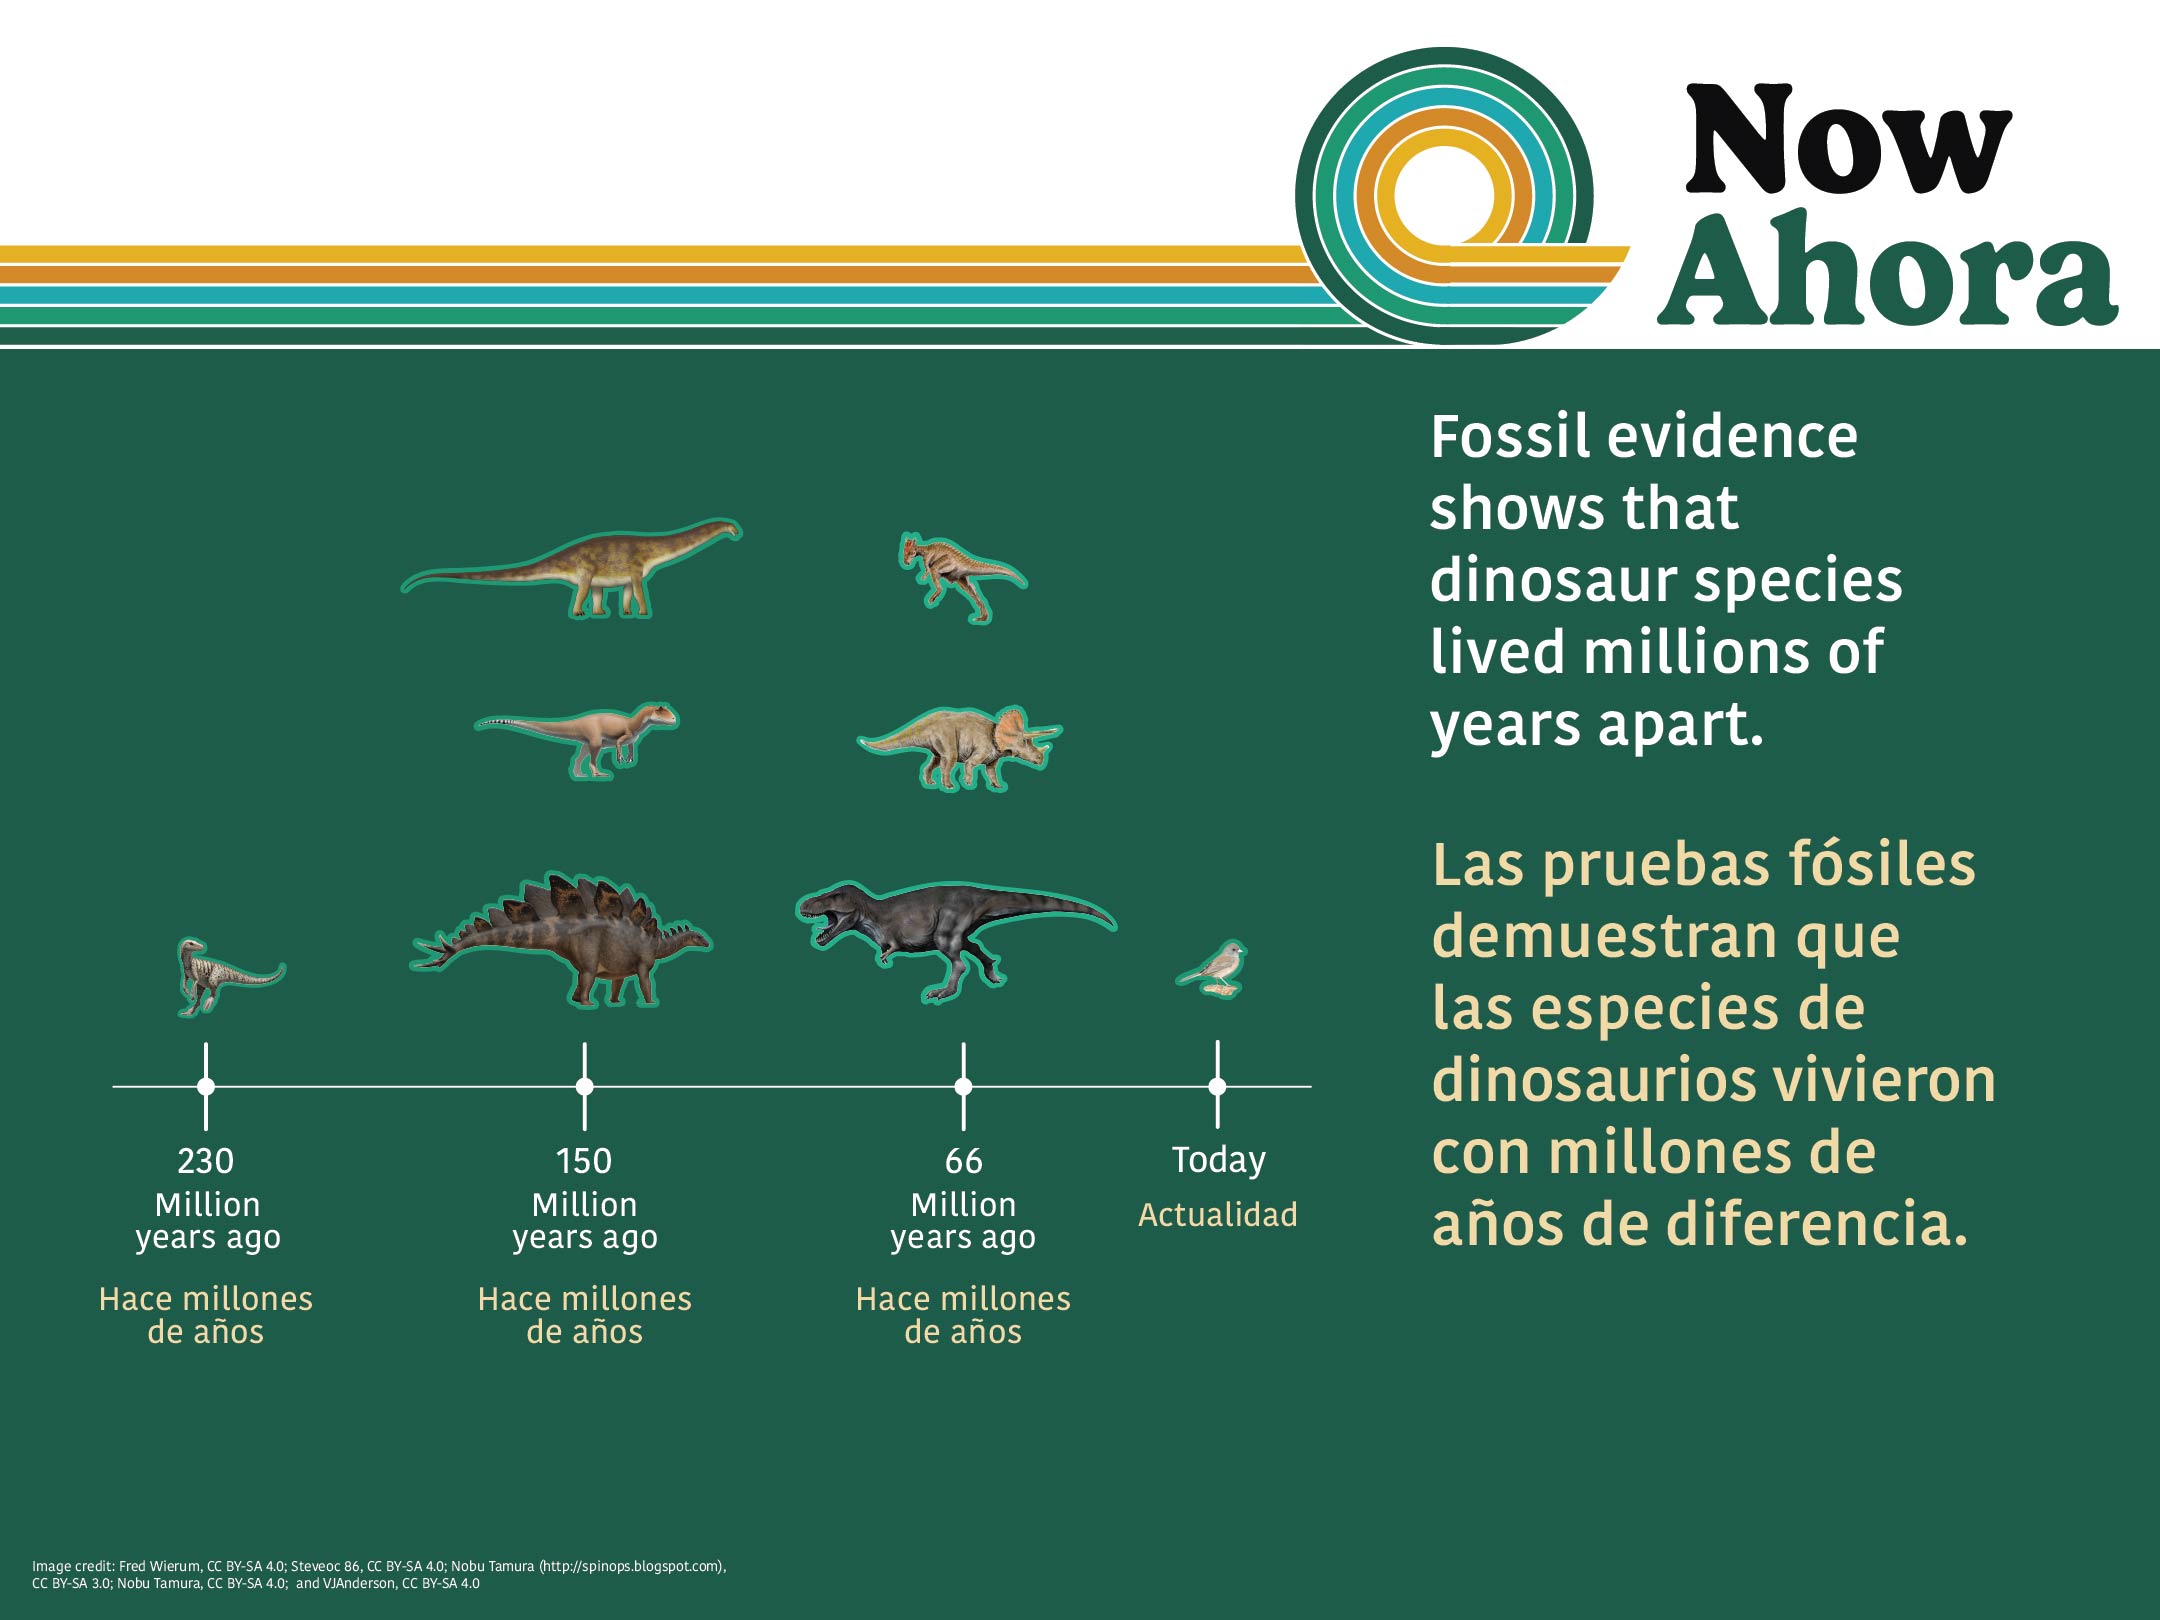 Now
Ahora
Fossil evidence
shows that
dinosaur species
lived millions of
years apart.
Las pruebas fósiles
demuestran que
las especies de
dinosaurios vivieron
con millones de
años de diferencia.
230
Million
years ago
Hace millones
de años
150
Million
years ago
Hace millones
de años
66
Million
years ago
Hace millones
de años
Today
Actualidad
Image credit: Fred Wierum, CC BY-SA 4.0; Steveoc 86, CC BY-SA 4.0; Nobu Tamura (http://spinops.blogspot.com),
CC BY-SA 3.0; Nobu Tamura, CC BY-SA 4.0; and VJAnderson, CC BY-SA 4.0